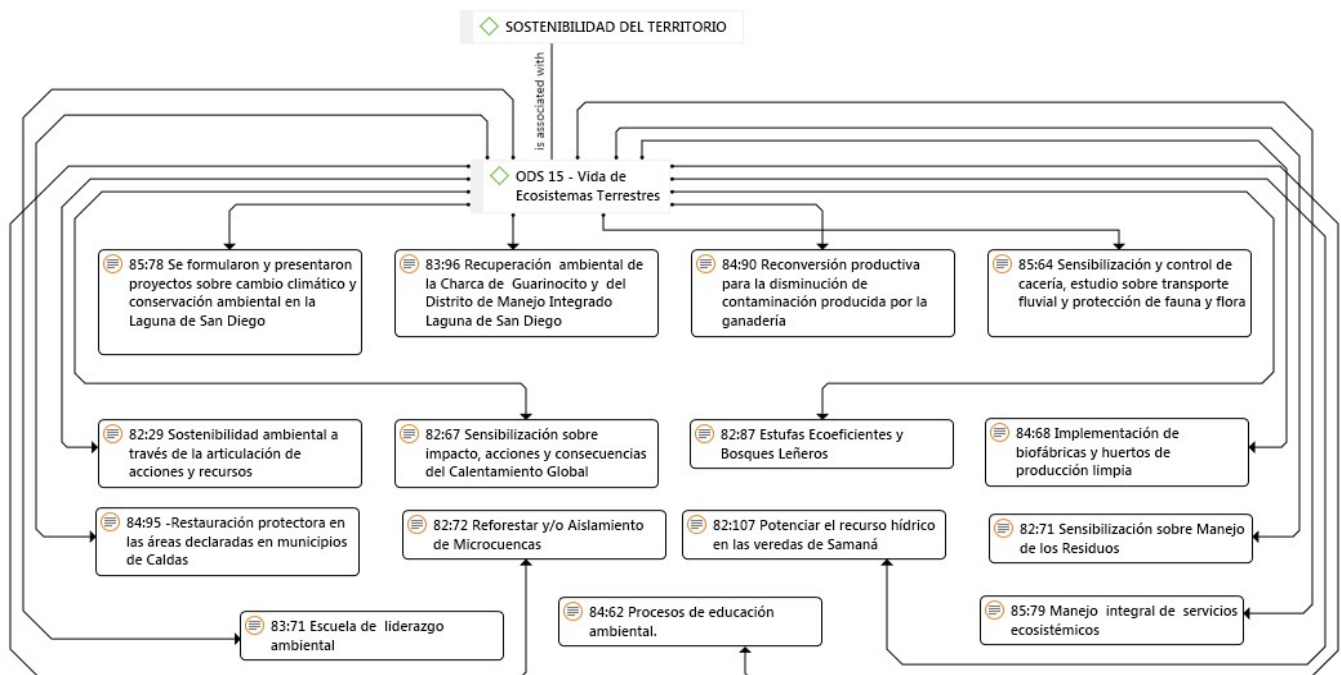 SOSTENIBILIDAD DEL TERRITORIO
is associated with
ODS 15 - Vida de
Ecosistemas Terrestres
85:78 Se formularon y presentaron
proyectos sobre cambio climático y
conservación ambiental en la
Laguna de San Diego
83:96 Recuperación ambiental de
la Charca de Guarinocito y del
Distrito de Manejo Integrado
Laguna de San Diego
84:90 Reconversión productiva
para la disminución de
contaminación producida por la
ganadería
85:64 Sensibilización y control de
cacería, estudio sobre transporte
fluvial y protección de fauna y flora
82:29 Sostenibilidad ambiental a
través de la articulación de
acciones y recursos
82:67 Sensibilización sobre
impacto, acciones y consecuencias
del Calentamiento Global
82:87 Estufas Ecoeficientes y
Bosques Leñeros
84:68 Implementación de
biofábricas y huertos de
producción limpia
84:95 -Restauración protectora en
las áreas declaradas en municipios
de Caldas
82:72 Reforestar y/o Aislamiento
de Microcuencas
82:107 Potenciar el recurso hídrico
en las veredas de Samaná
82:71 Sensibilización sobre Manejo
de los Residuos
83:71 Escuela de liderazgo
ambiental
84:62 Procesos de educación
ambiental.
85:79 Manejo integral de servicios
ecosistémicos